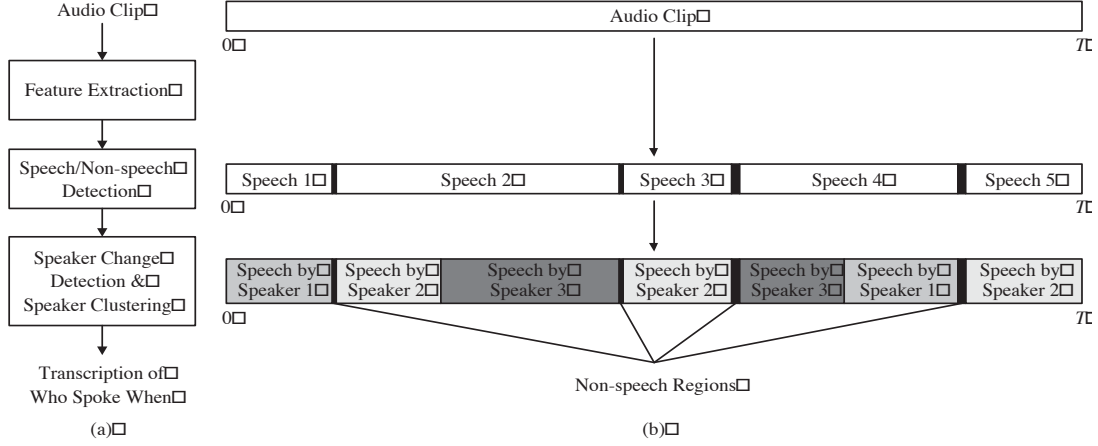 Audio Clip□
Feature Extraction□
Speech/Non-speech□
Detection□
Speaker Change□
Detection &□
Speaker Clustering□
Transcription of□
Who Spoke When□
(a)□
Audio Clip□
0□ T□
Speech 1□ Speech 2□ Speech 3□ Speech 4□ Speech 5□
0□ T□
Speech by□ Speech by□ Speech by□ Speech by□ Speech by□ Speech by□ Speech by□
Speaker 1□ Speaker 2□ Speaker 3□ Speaker 2□ Speaker 3□ Speaker 1□ Speaker 2□
0□ T□
Non-speech Regions□
(b)□